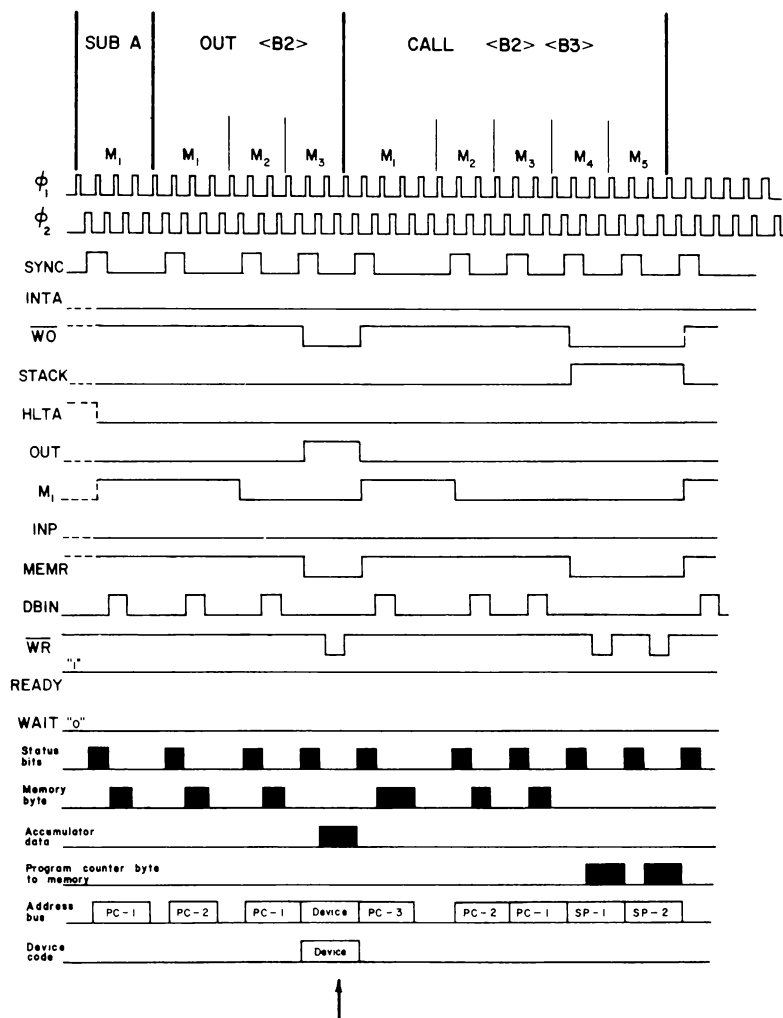 SUB A OUT <B2> CALL <B2> <B3>
M₁ M₁ M₂ M₃ M₁ M₂ M₃ M₄ M₅
ϕ₁
ϕ₂
SYNC
INTA
W̅O̅
STACK
HLTA
OUT
M₁
INP
MEMR
DBIN
W̅R̅
"1"
READY
WAIT "0"
Status
bits
Memory
byte
Accumulator
data
Program counter byte
to memory
Address
bus
PC-1 PC-2 PC-1 Device PC-3 PC-2 PC-1 SP-1 SP-2
Device
code
Device